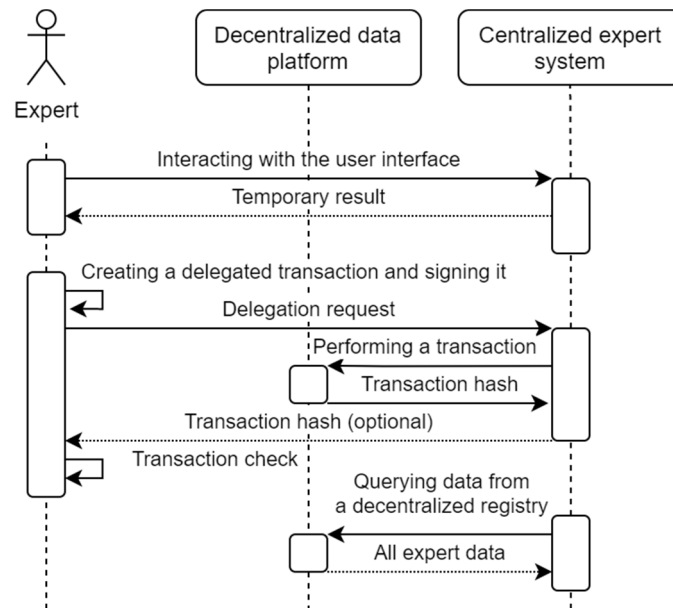 Decentralized data
platform
Centralized expert
system
Expert
Interacting with the user interface
Temporary result
Creating a delegated transaction and signing it
Delegation request
Performing a transaction
Transaction hash
Transaction hash (optional)
Transaction check
Querying data from
a decentralized registry
All expert data